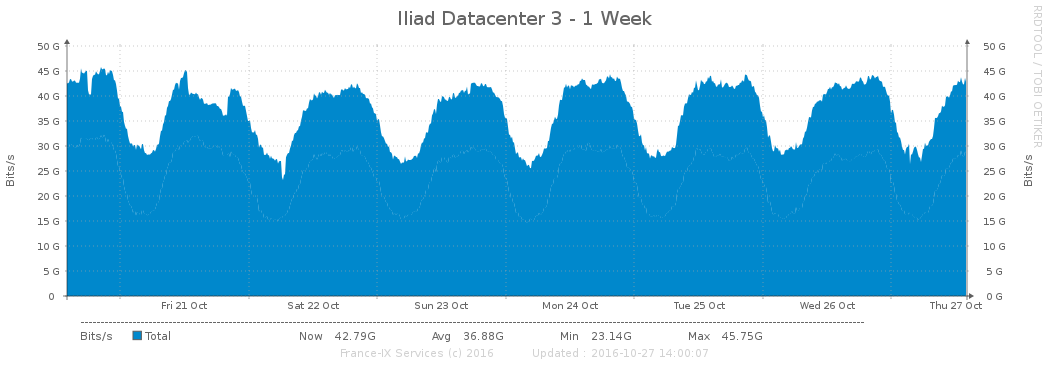 Iliad Datacenter 3 - 1 Week
RRDTOOL / TOBI OETIKER
Bits/s
50 G
45 G
40 G
35 G
30 G
25 G
20 G
15 G
10 G
5 G
0
50 G
45 G
40 G
35 G
30 G
25 G
20 G
15 G
10 G
5 G
0 G
Bits/s
Fri 21 Oct Sat 22 Oct Sun 23 Oct Mon 24 Oct Tue 25 Oct Wed 26 Oct Thu 27 Oct
Bits/s Total Now 42.79G Avg 36.88G Min 23.14G Max 45.75G
France-IX Services (c) 2016 Updated : 2016-10-27 14:00:07